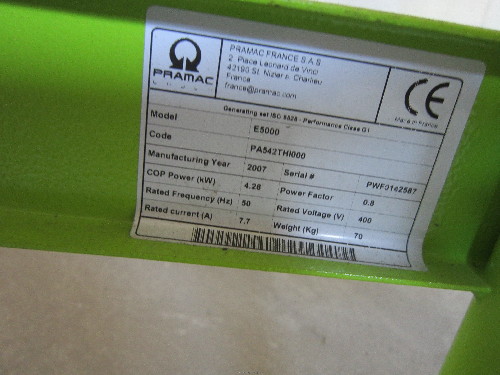 PRAMAC
PRAMAC FRANCE S.A.S
2, Place Léonard de Vinci
42190 St. Nizier s. Charlieu
France
france@pramac.com
CE
Made in France
Generating set ISO 8528 - Performance Class G1
Model E5000
Code PA542THI000
Manufacturing Year 2007 Serial # PWF0142587
COP Power (kW) 4.28 Power Factor 0.8
Rated Frequency (Hz) 50 Rated Voltage (V) 400
Rated current (A) 7.7 Weight (Kg) 70